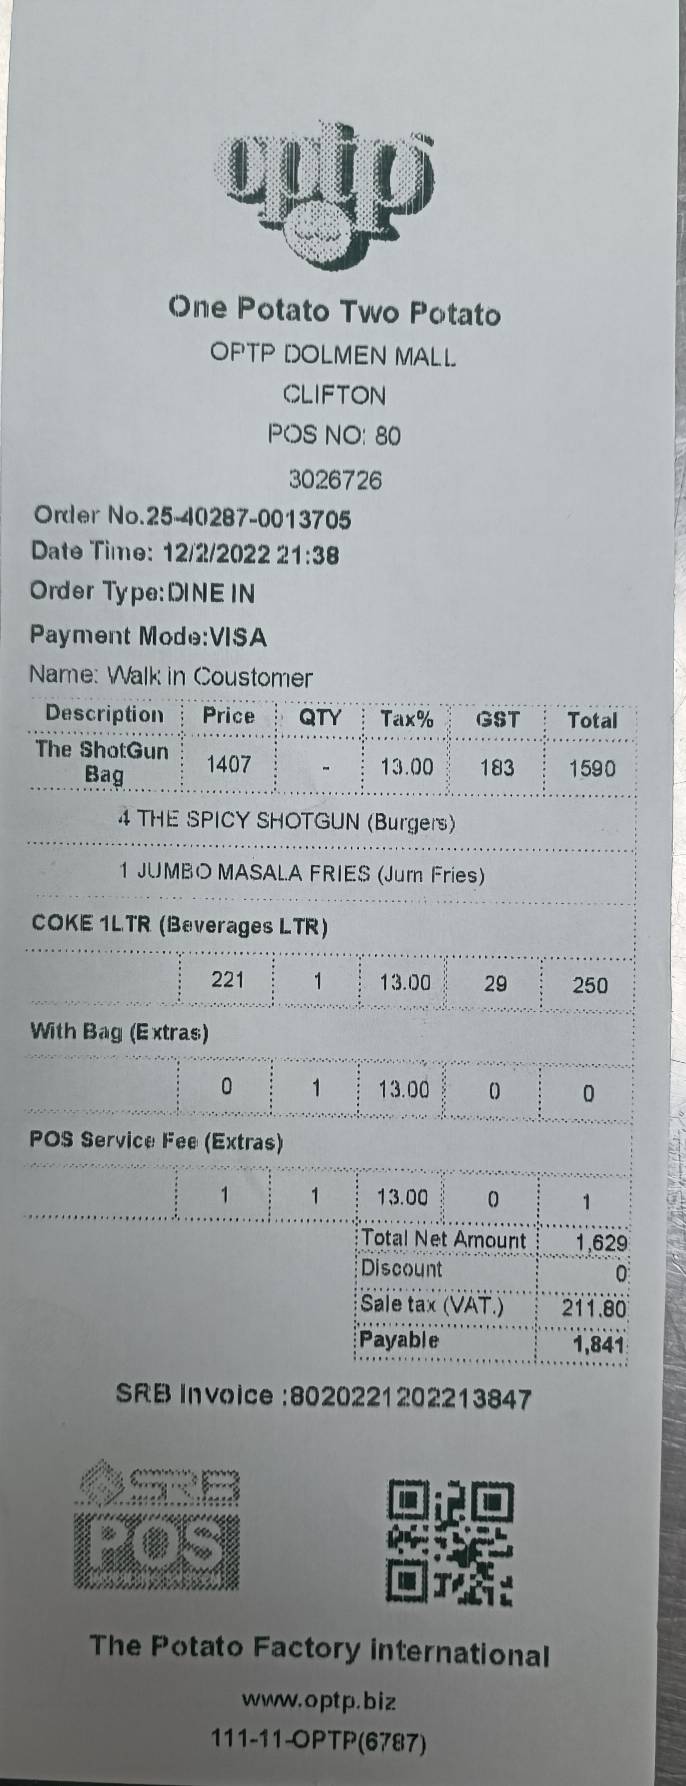 optp
One Potato Two Potato
OPTP DOLMEN MALL
CLIFTON
POS NO: 80
3026726
Order No.25-40287-0013705
Date Time: 12/2/2022 21:38
Order Type:DINE IN
Payment Mode:VISA
Name: Walk in Coustomer
Description Price QTY Tax% GST Total
The ShotGun
Bag 1407 - 13.00 183 1590
4 THE SPICY SHOTGUN (Burgers)
1 JUMBO MASALA FRIES (Jum Fries)
COKE 1LTR (Beverages LTR)
221 1 13.00 29 250
With Bag (Extras)
0 1 13.00 0 0
POS Service Fee (Extras)
1 1 13.00 0 1
Total Net Amount 1,629
Discount 0
Sale tax (VAT.) 211.80
Payable 1,841
SRB Invoice :8020221202213847
SRB
POS
The Potato Factory international
www.optp.biz
111-11-OPTP(6787)